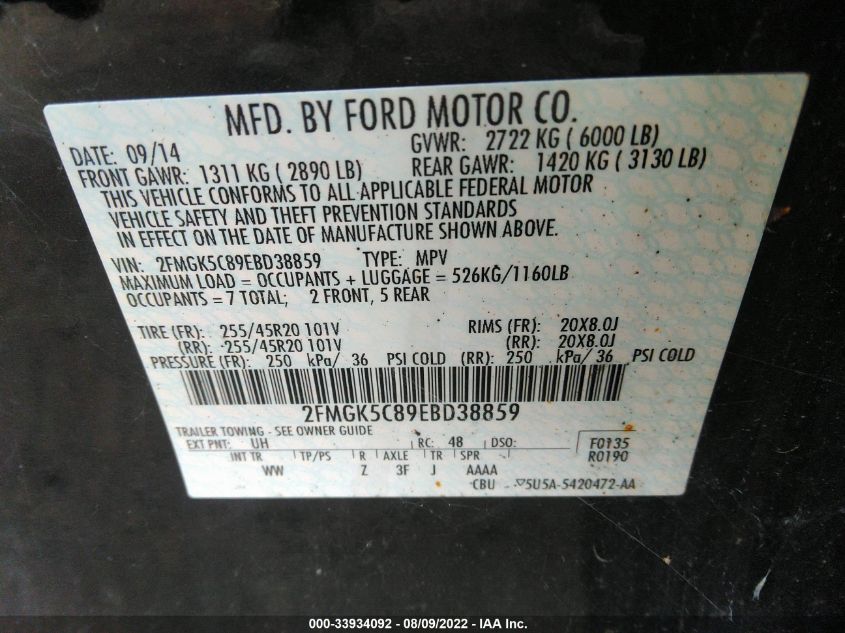 MFD. BY FORD MOTOR CO.
DATE: 09/14 GVWR: 2722 KG ( 6000 LB)
FRONT GAWR: 1311 KG ( 2890 LB) REAR GAWR: 1420 KG ( 3130 LB)
THIS VEHICLE CONFORMS TO ALL APPLICABLE FEDERAL MOTOR
VEHICLE SAFETY AND THEFT PREVENTION STANDARDS
IN EFFECT ON THE DATE OF MANUFACTURE SHOWN ABOVE.
VIN: 2FMGK5C89EBD38859 TYPE: MPV
MAXIMUM LOAD = OCCUPANTS + LUGGAGE = 526KG/1160LB
OCCUPANTS = 7 TOTAL; 2 FRONT, 5 REAR
TIRE (FR): 255/45R20 101V RIMS (FR): 20X8.0J
(RR): 255/45R20 101V (RR): 20X8.0J
PRESSURE (FR): 250 kPa/ 36 PSI COLD (RR): 250 kPa/ 36 PSI COLD
2FMGK5C89EBD38859
TRAILER TOWING - SEE OWNER GUIDE
EXT PNT: UH RC: 48 DSO: F0135
INT TR TP/PS R AXLE TR SPR R0190
WW Z 3F J AAAA
CBU ▽5U5A-5420472-AA
000-33934092 - 08/09/2022 - IAA Inc.